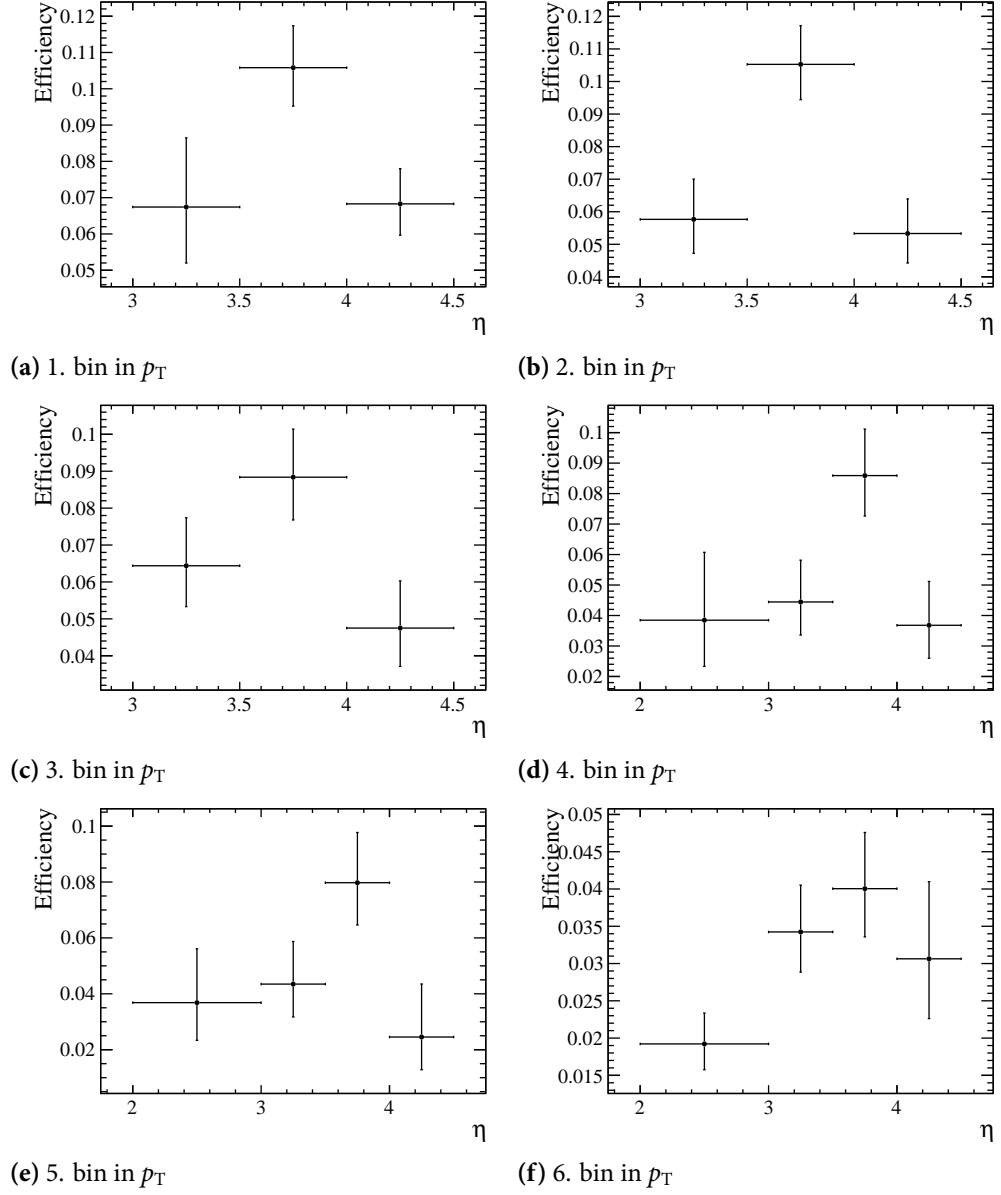 Efficiency
0.12
0.11
0.1
0.09
0.08
0.07
0.06
0.05
3 3.5 4 4.5
η
(a) 1. bin in pT
Efficiency
0.12
0.11
0.1
0.09
0.08
0.07
0.06
0.05
0.04
3 3.5 4 4.5
η
(b) 2. bin in pT
Efficiency
0.1
0.09
0.08
0.07
0.06
0.05
0.04
3 3.5 4 4.5
η
(c) 3. bin in pT
Efficiency
0.1
0.09
0.08
0.07
0.06
0.05
0.04
0.03
0.02
2 3 4
η
(d) 4. bin in pT
Efficiency
0.1
0.08
0.06
0.04
0.02
2 3 4
η
(e) 5. bin in pT
Efficiency
0.05
0.045
0.04
0.035
0.03
0.025
0.02
0.015
2 3 4
η
(f) 6. bin in pT